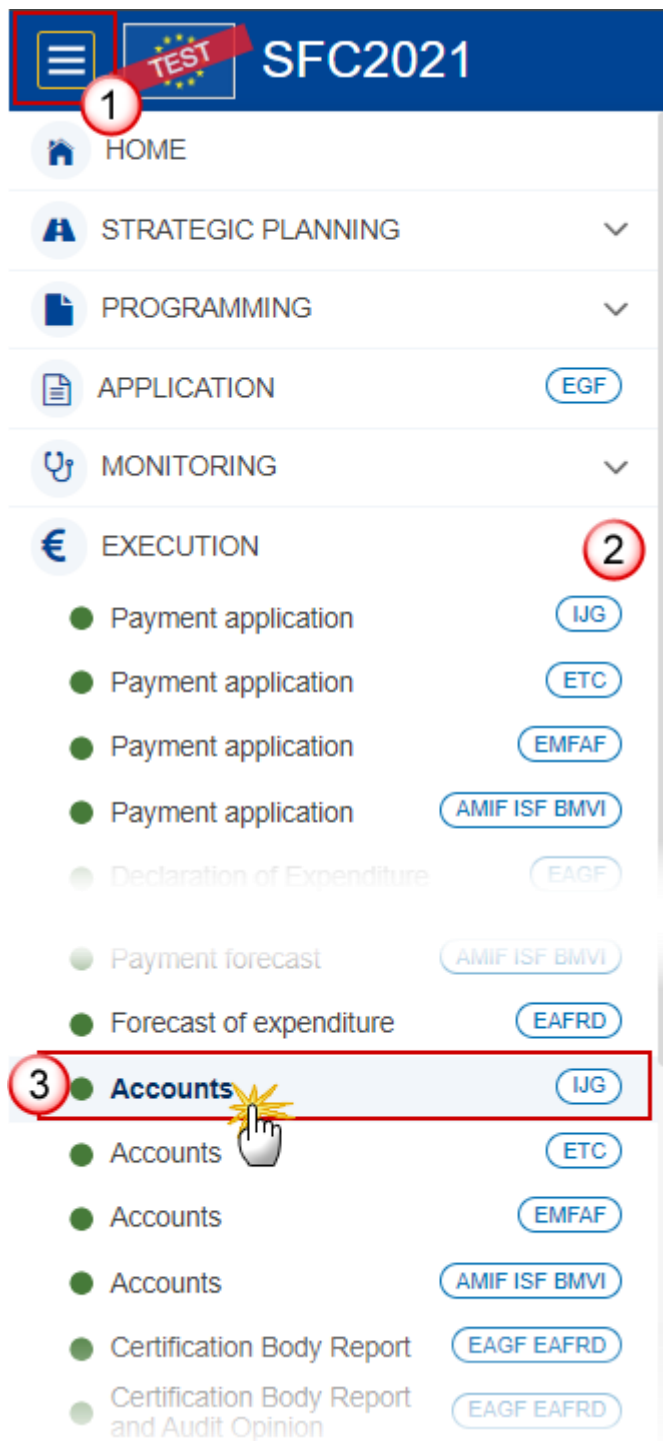 TEST
SFC2021
1
HOME
STRATEGIC PLANNING
PROGRAMMING
APPLICATION EGF
MONITORING
€ EXECUTION 2
Payment application IJG
Payment application ETC
Payment application EMFAF
Payment application AMIF ISF BMVI
Declaration of Expenditure EAGF
Payment forecast AMIF ISF BMVI
Forecast of expenditure EAFRD
3 Accounts IJG
Accounts ETC
Accounts EMFAF
Accounts AMIF ISF BMVI
Certification Body Report EAGF EAFRD
Certification Body Report
and Audit Opinion EAGF EAFRD